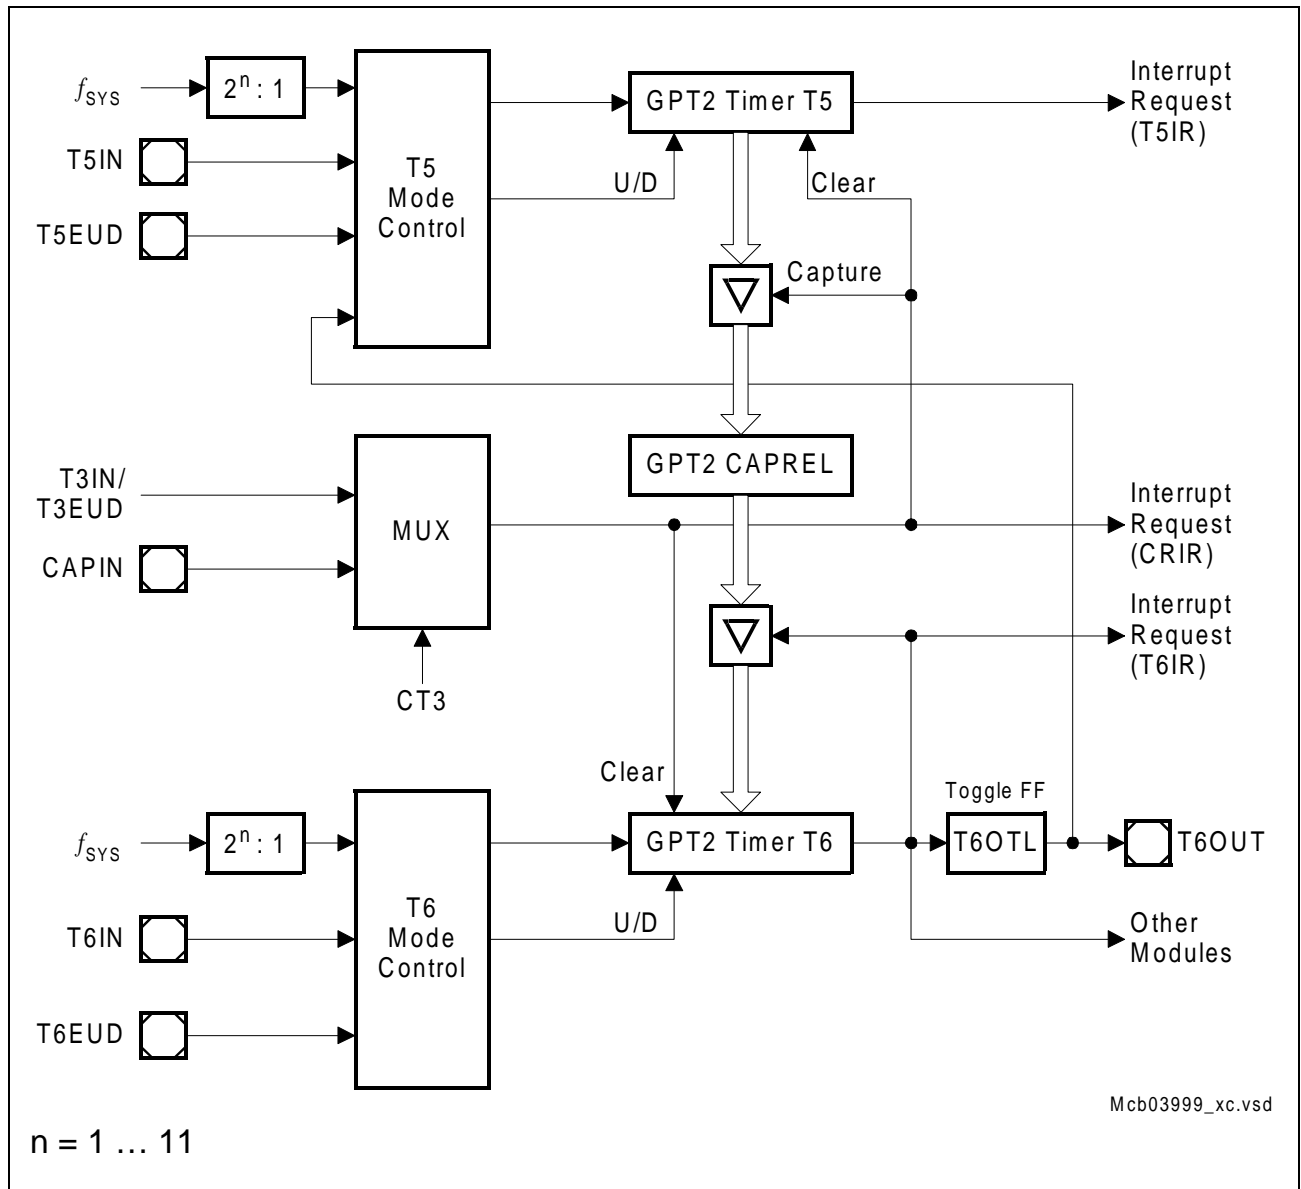 fSYS
2^n : 1
T5IN
T5EUD
T5
Mode
Control
GPT2 Timer T5
U/D
Clear
Interrupt
Request
(T5IR)
Capture
T3IN/
T3EUD
CAPIN
MUX
CT3
GPT2 CAPREL
Interrupt
Request
(CRIR)
Interrupt
Request
(T6IR)
Clear
fSYS
2^n : 1
T6IN
T6EUD
T6
Mode
Control
GPT2 Timer T6
U/D
Toggle FF
T6OTL
T6OUT
Other
Modules
Mcb03999_xc.vsd
n = 1 ... 11